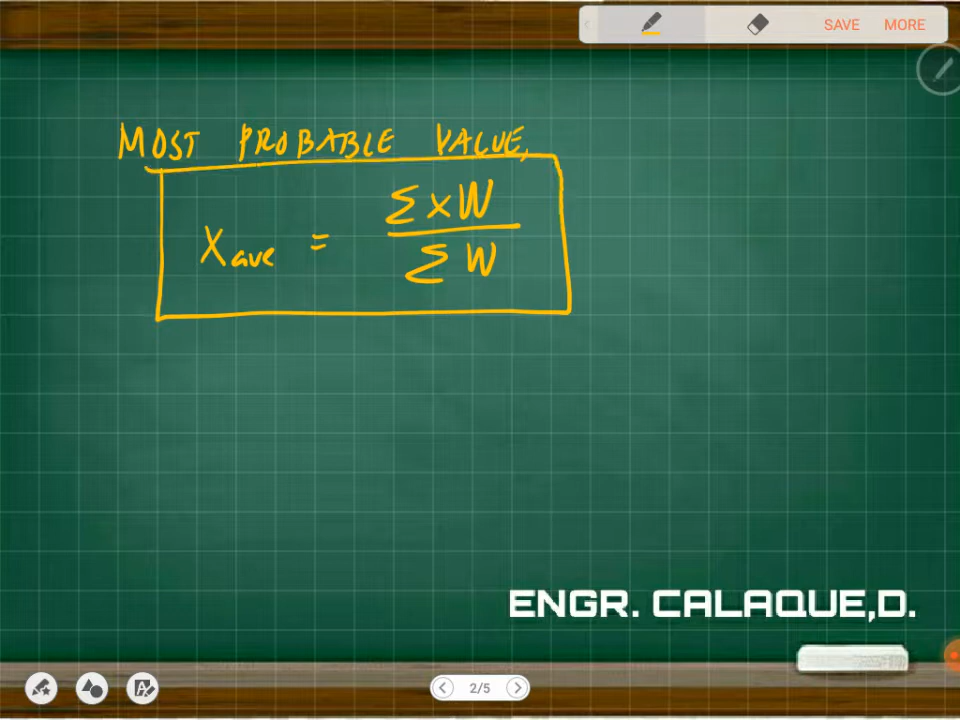 SAVE MORE
MOST PROBABLE VALUE,
Xave = ΣXW / ΣW
ENGR. CALAQUE,D.
2/5